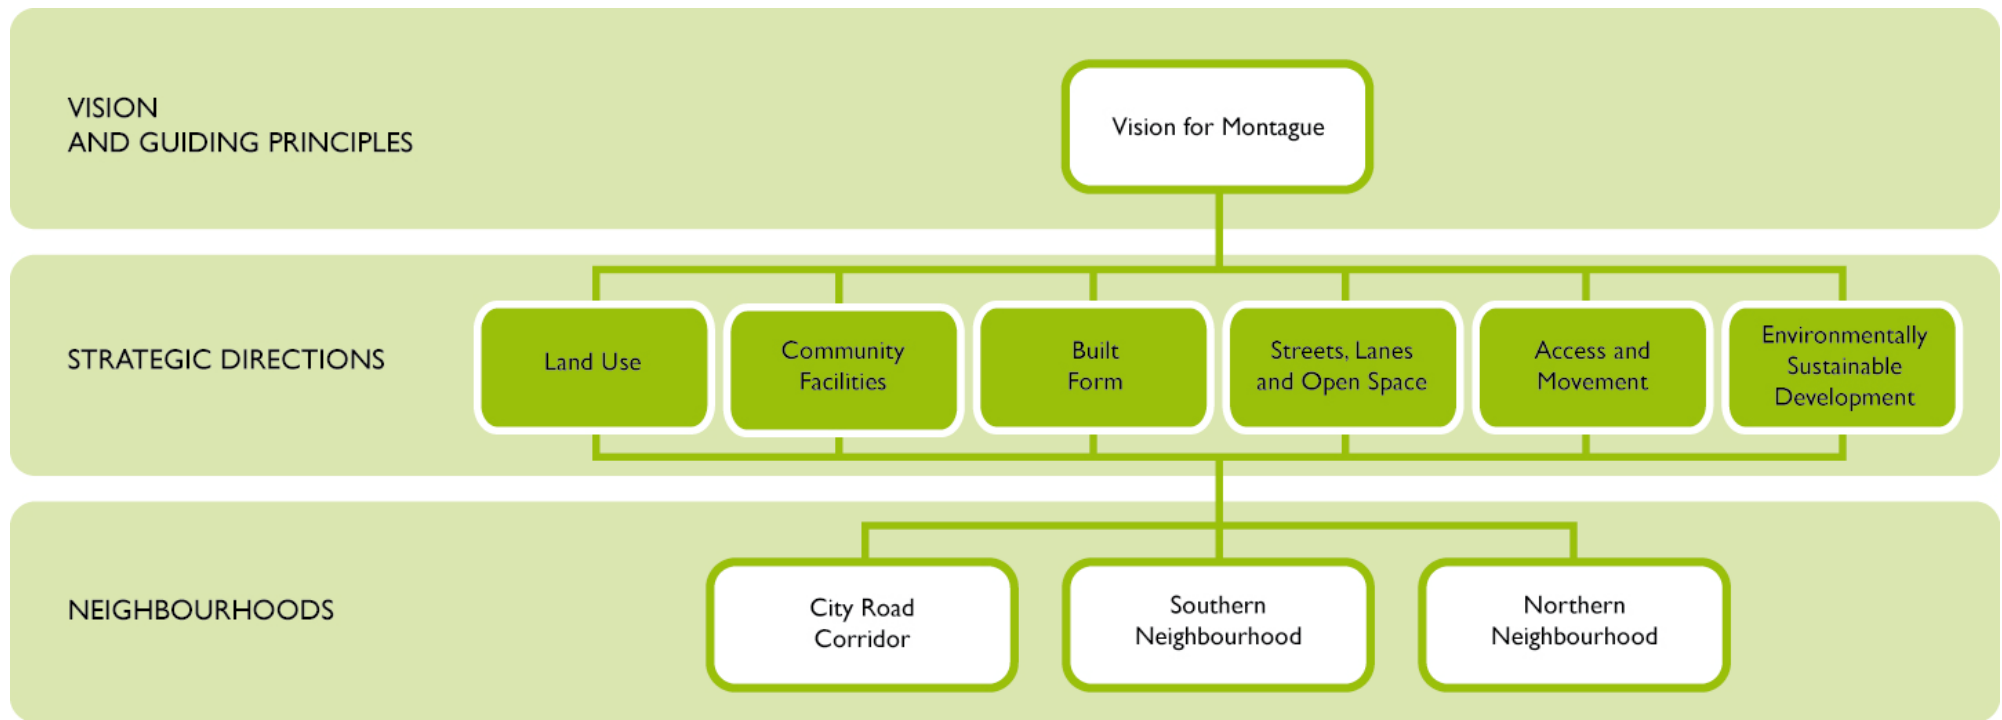 VISION
AND GUIDING PRINCIPLES
Vision for Montague
STRATEGIC DIRECTIONS
Land Use
Community
Facilities
Built
Form
Streets, Lanes
and Open Space
Access and
Movement
Environmentally
Sustainable
Development
NEIGHBOURHOODS
City Road
Corridor
Southern
Neighbourhood
Northern
Neighbourhood